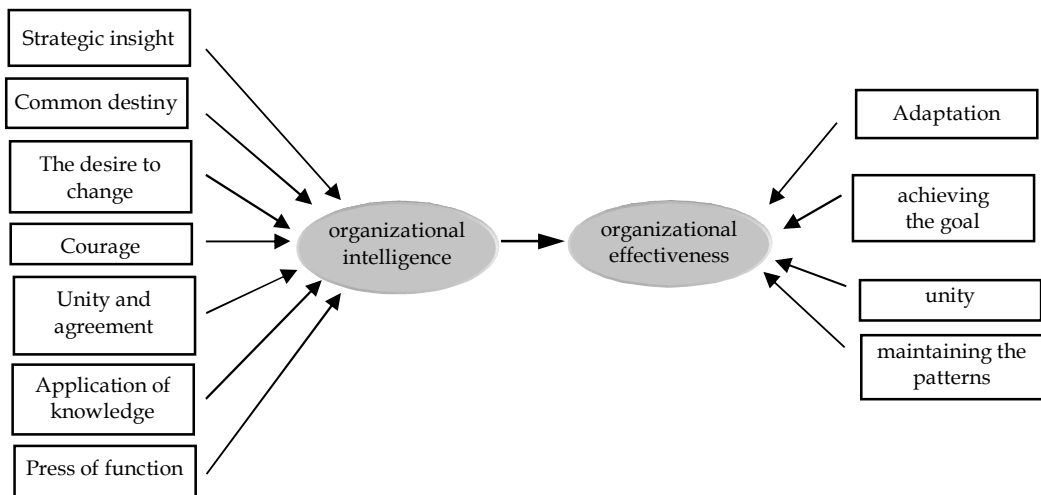 Strategic insight
Common destiny
The desire to
change
Courage
Unity and
agreement
Application of
knowledge
Press of function
organizational
intelligence
organizational
effectiveness
Adaptation
achieving
the goal
unity
maintaining the
patterns